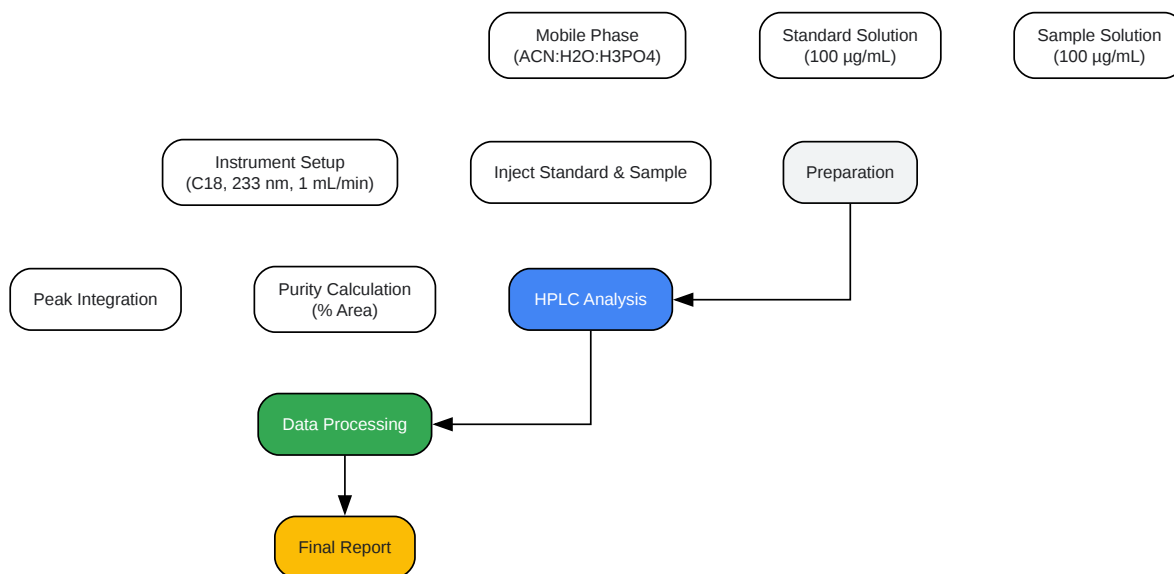 Mobile Phase
(ACN:H2O:H3PO4)
Standard Solution
(100 µg/mL)
Sample Solution
(100 µg/mL)
Instrument Setup
(C18, 233 nm, 1 mL/min)
Inject Standard & Sample
Preparation
Peak Integration
Purity Calculation
(% Area)
HPLC Analysis
Data Processing
Final Report